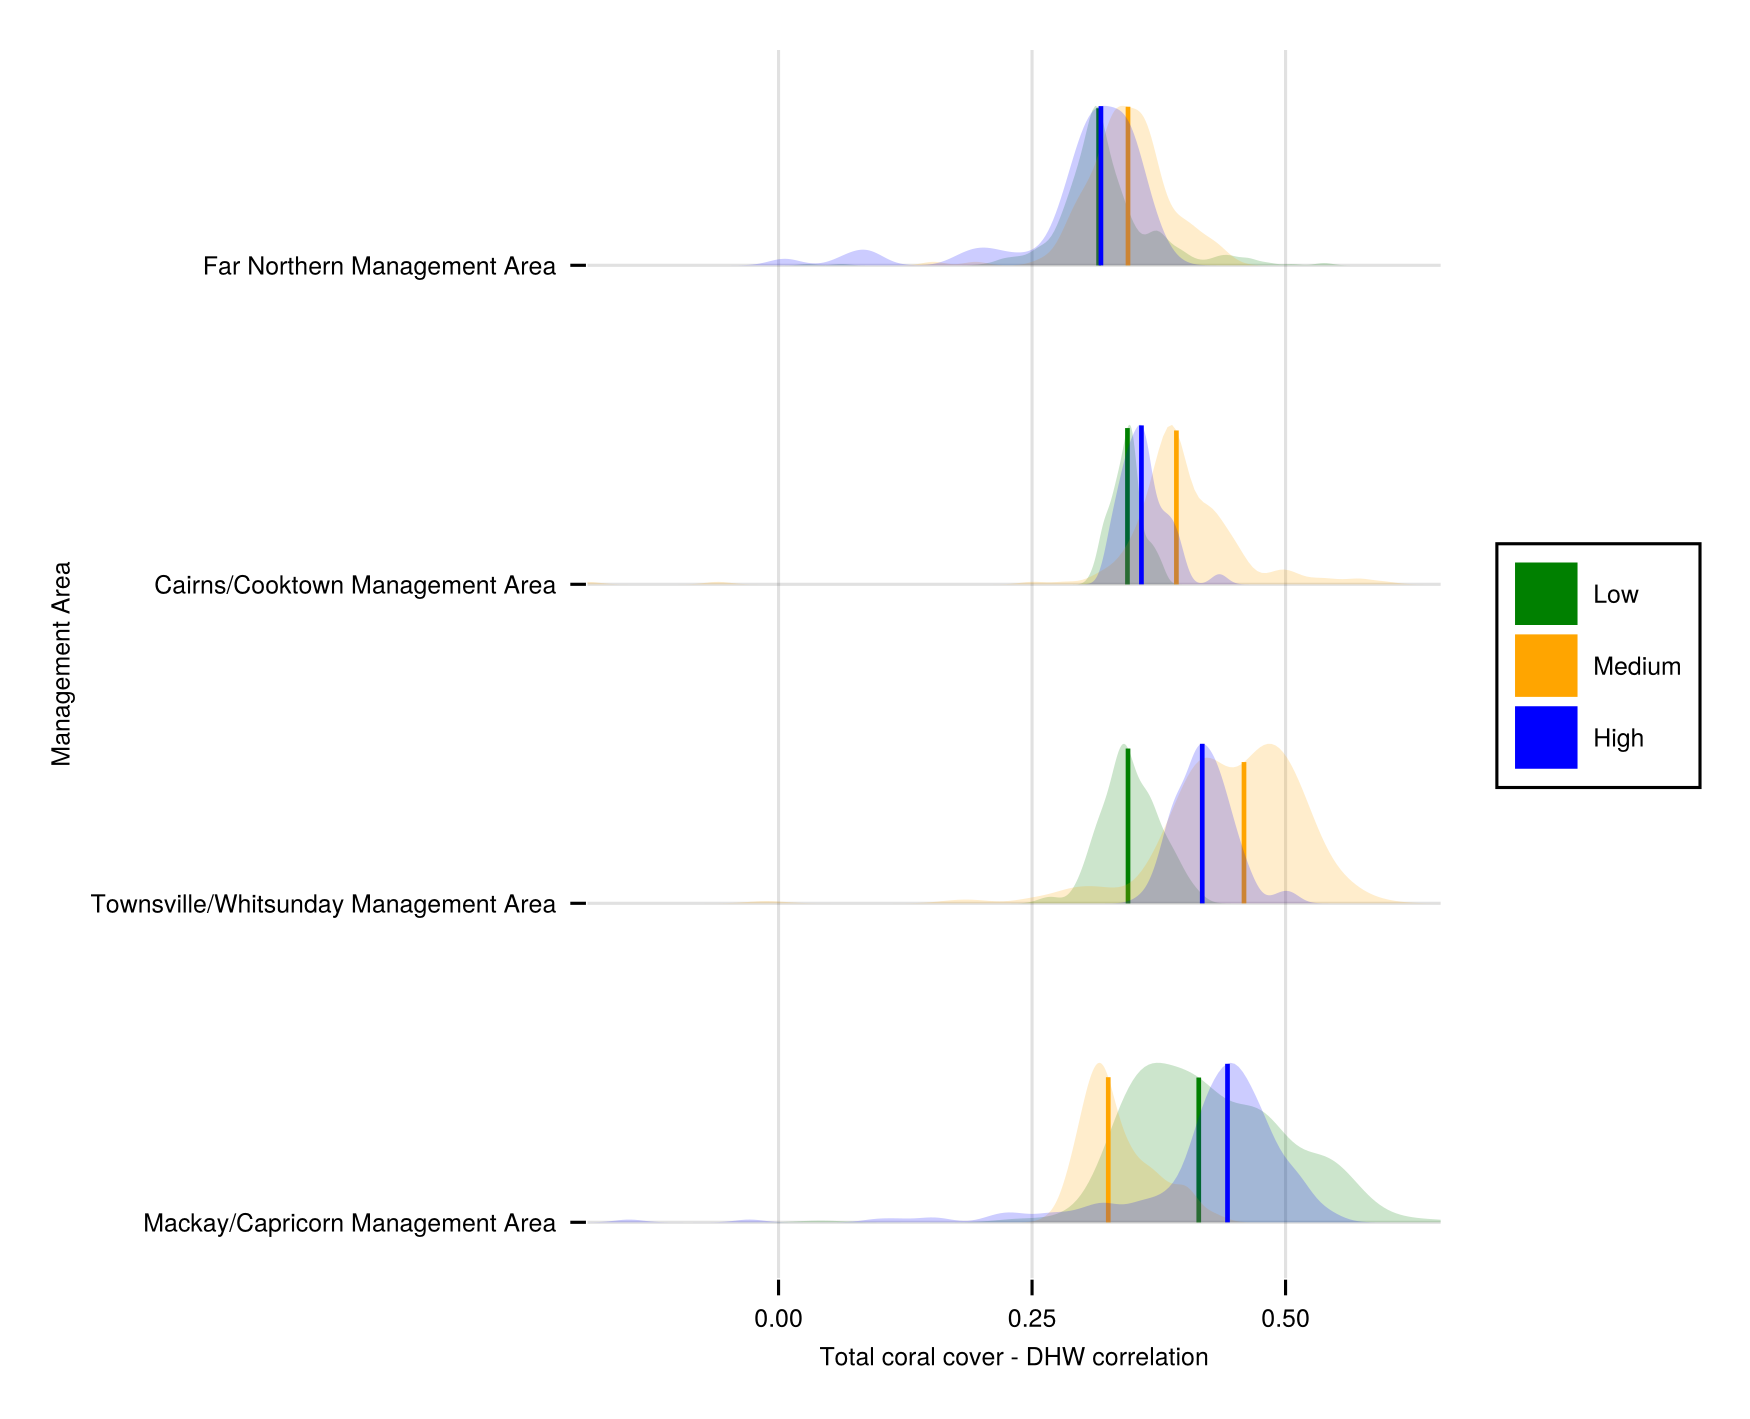 Far Northern Management Area
Cairns/Cooktown Management Area
Townsville/Whitsunday Management Area
Mackay/Capricorn Management Area
Management Area
0.00
0.25
0.50
Total coral cover - DHW correlation
Low
Medium
High